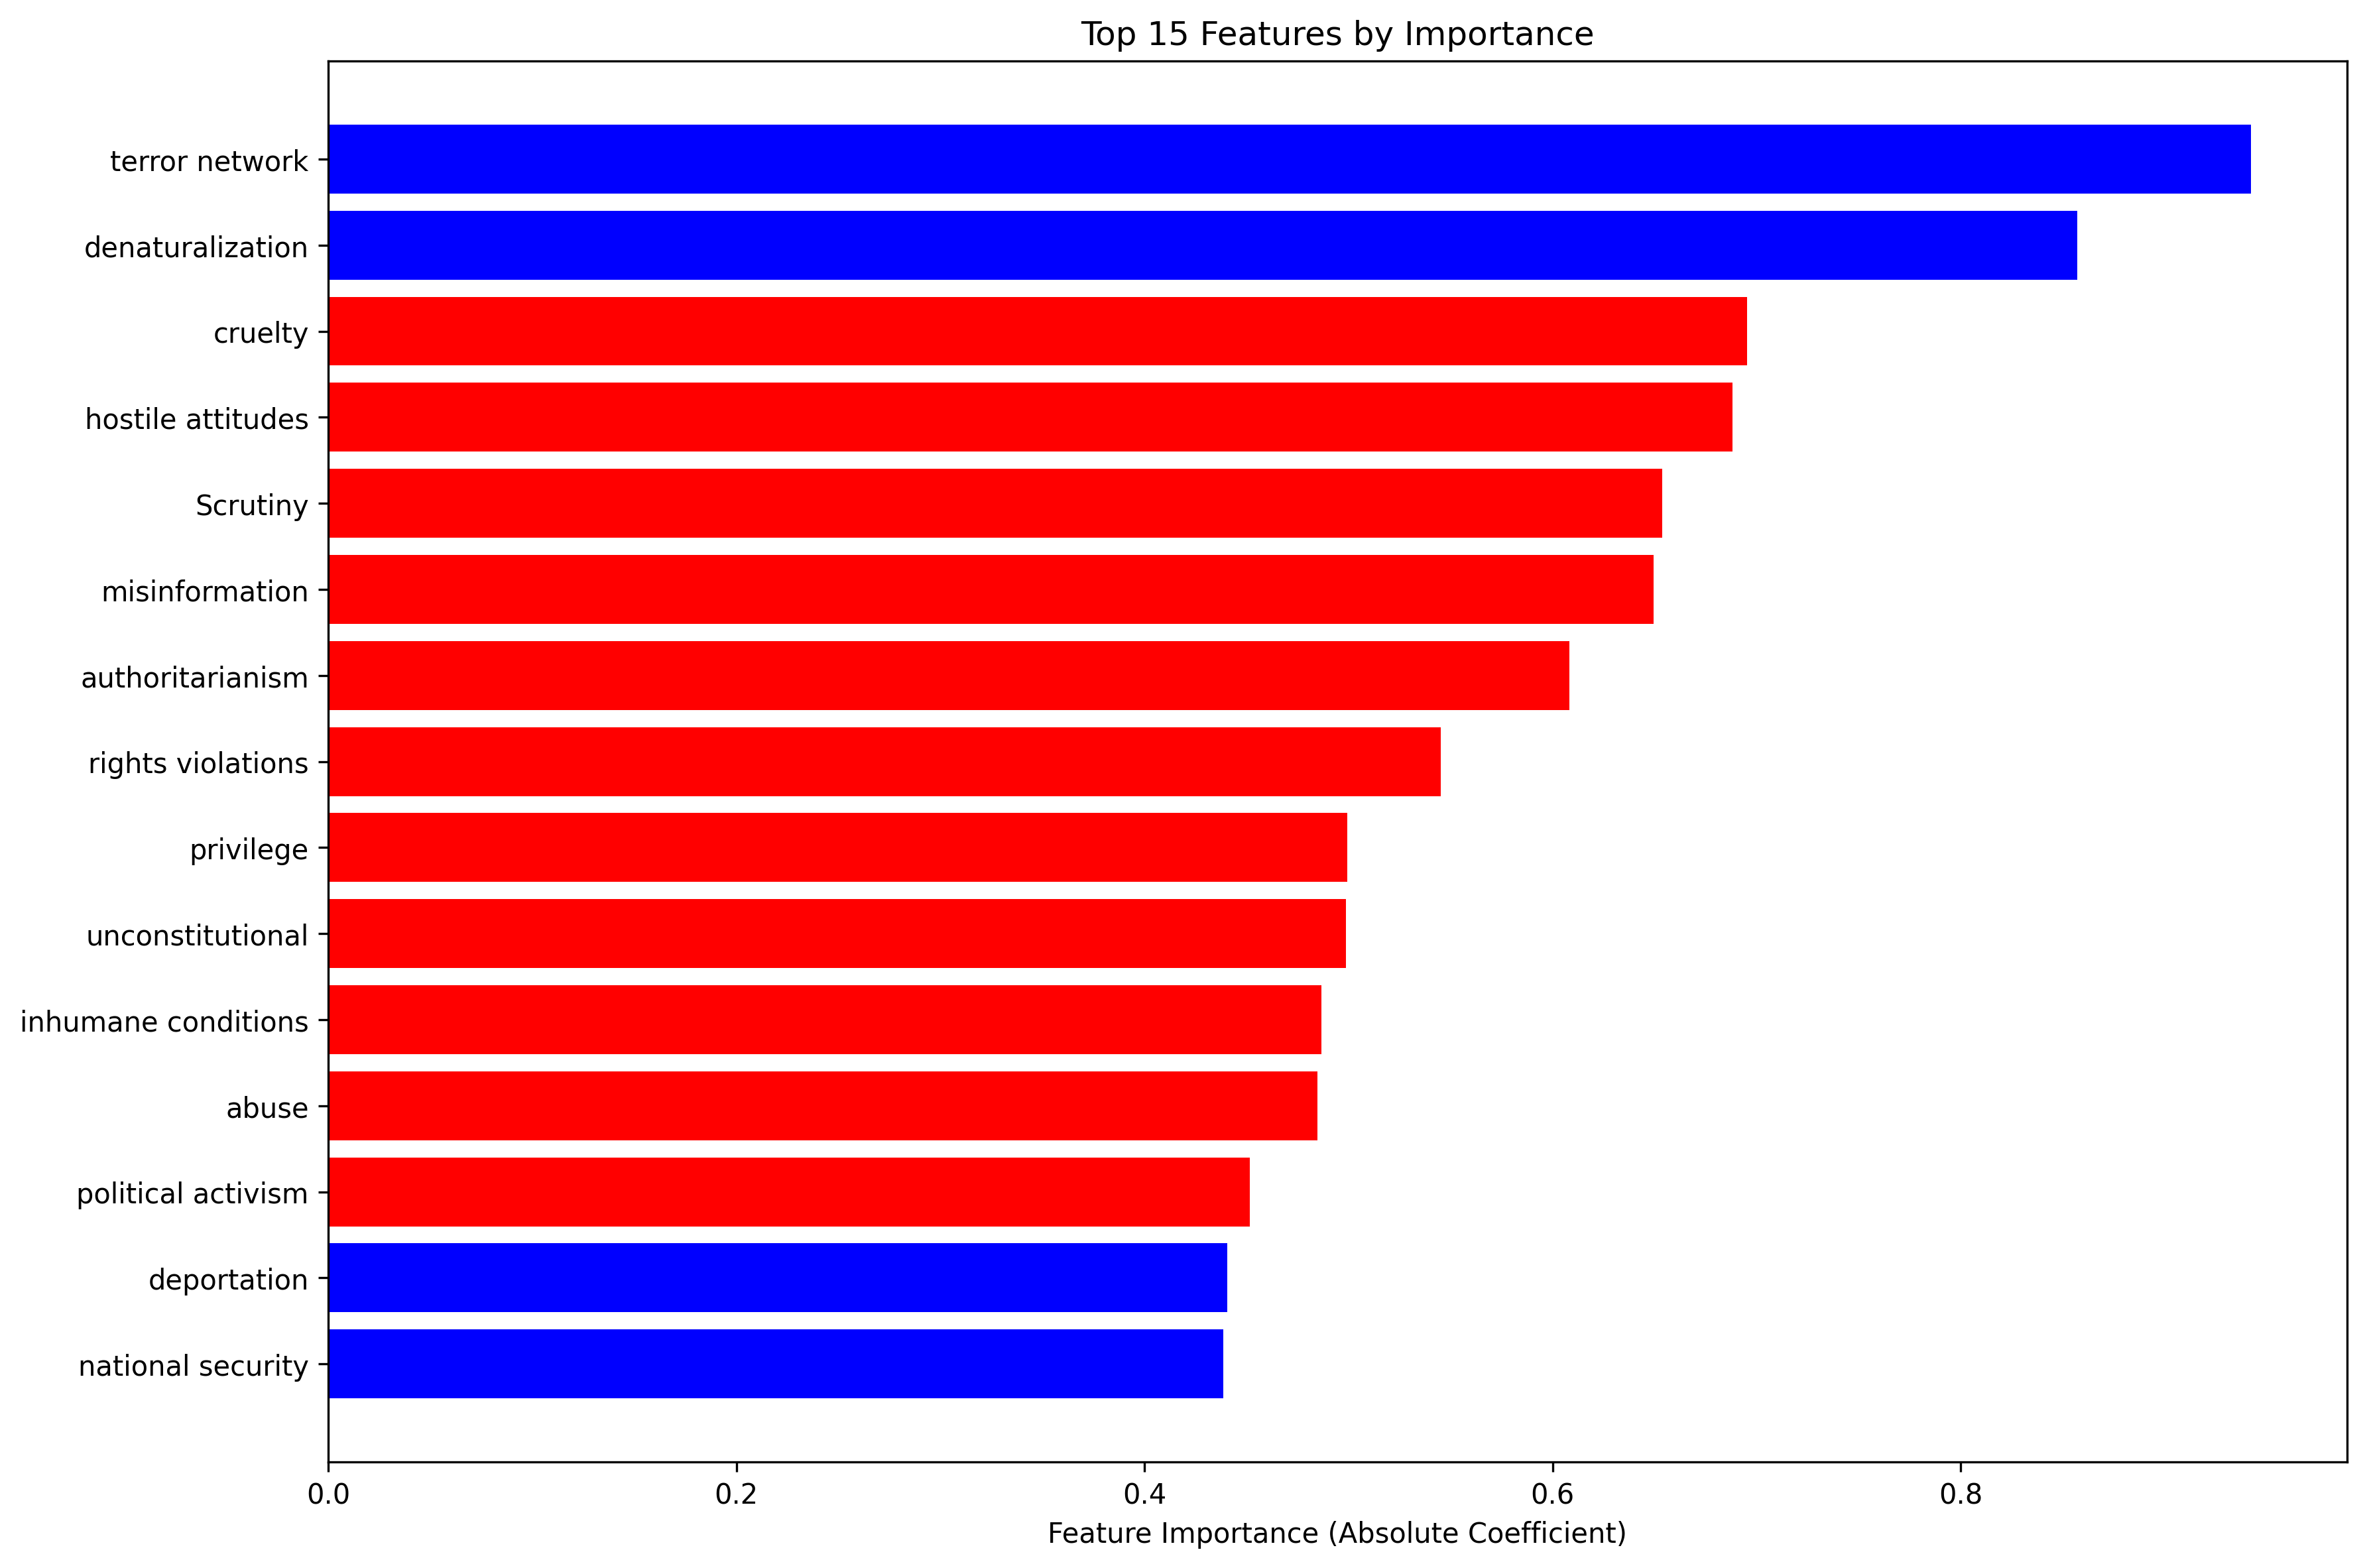 Top 15 Features by Importance
terror network
denaturalization
cruelty
hostile attitudes
Scrutiny
misinformation
authoritarianism
rights violations
privilege
unconstitutional
inhumane conditions
abuse
political activism
deportation
national security
0.0 0.2 0.4 0.6 0.8
Feature Importance (Absolute Coefficient)